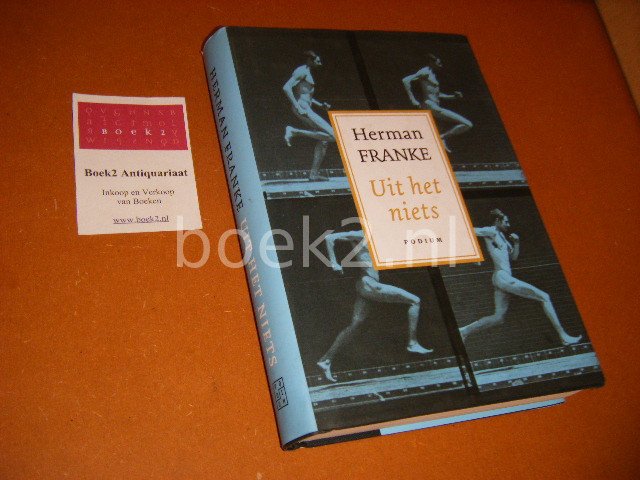 Boek2
Boek2 Antiquariaat
Inkoop en Verkoop
van Boeken
www.boek2.nl
HERMAN FRANKE UIT HET NIETS
Herman
FRANKE
Uit het
niets
PODIUM
boek2.nl